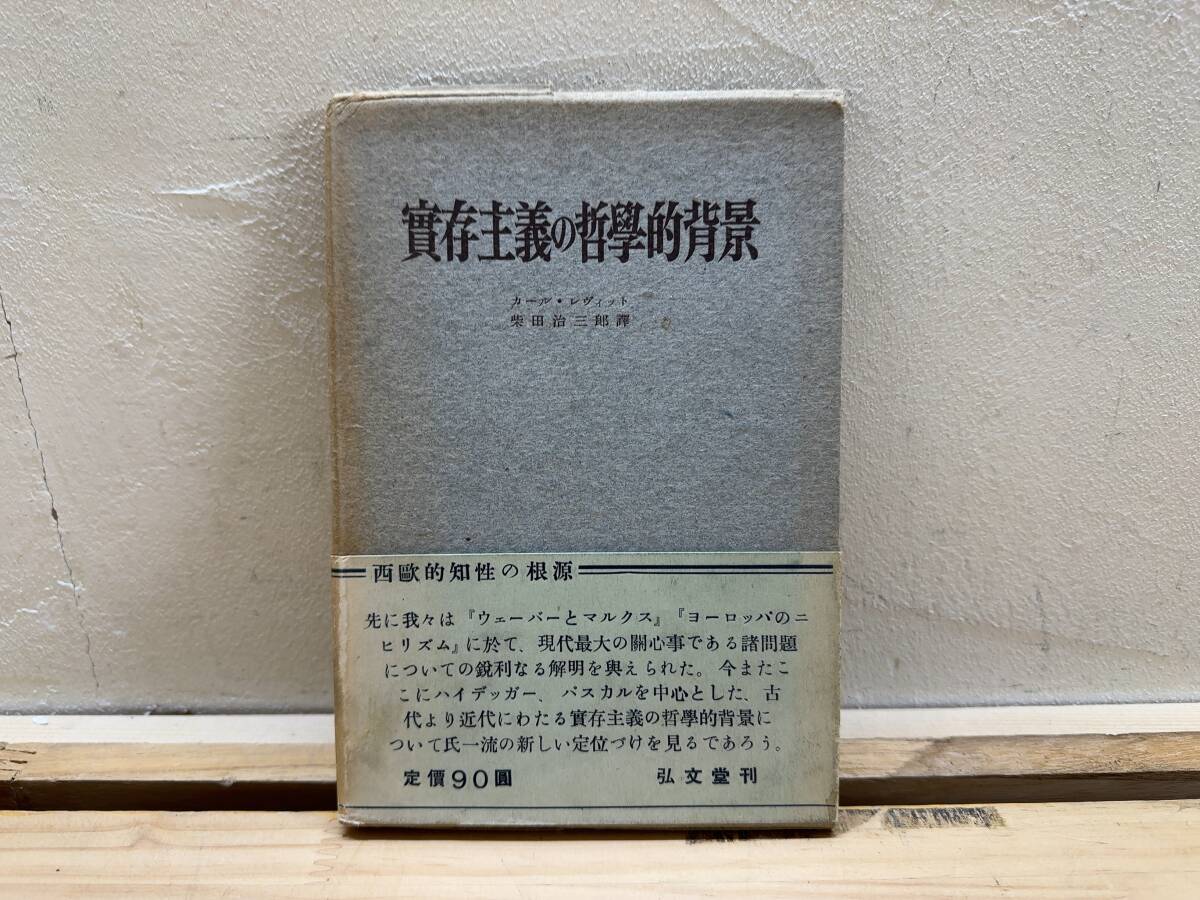 實存主義の哲學的背景
カール・レヴィット
柴田治三郎譯
西歐的知性の根源
先に我々は『ウェーバーとマルクス』『ヨーロッパのニ
ヒリズム』に於て、現代最大の關心事である諸問題
についての銳利なる解明を與えられた。今またこ
こにハイデッガー、パスカルを中心とした、古
代より近代にわたる實存主義の哲學的背景に
ついて氏一流の新しい定位づけを見るであろう。
定價90圓 弘文堂刊